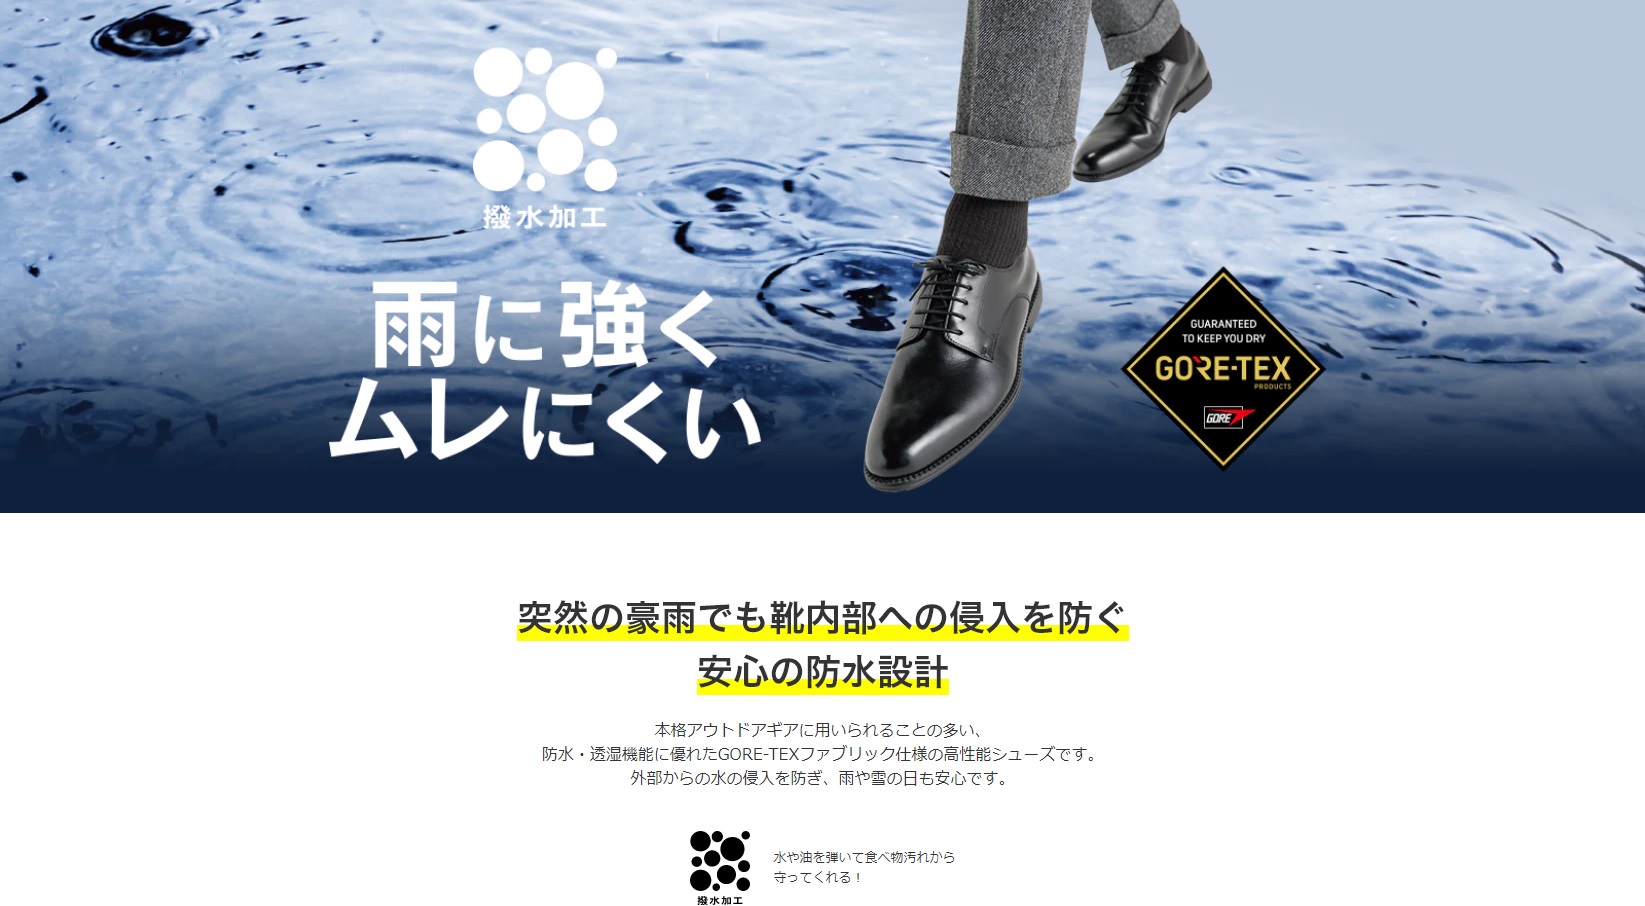 撥水加工
雨に強く
ムレにくい
GUARANTEED
TO KEEP YOU DRY
GORE-TEX
PRODUCTS
GORE
突然の豪雨でも靴内部への侵入を防ぐ
安心の防水設計
本格アウトドアギアに用いられることの多い、
防水・透湿機能に優れたGORE-TEXファブリック仕様の高性能シューズです。
外部からの水の侵入を防ぎ、雨や雪の日も安心です。
水や油を弾いて食べ物汚れから
守ってくれる！
撥水加工